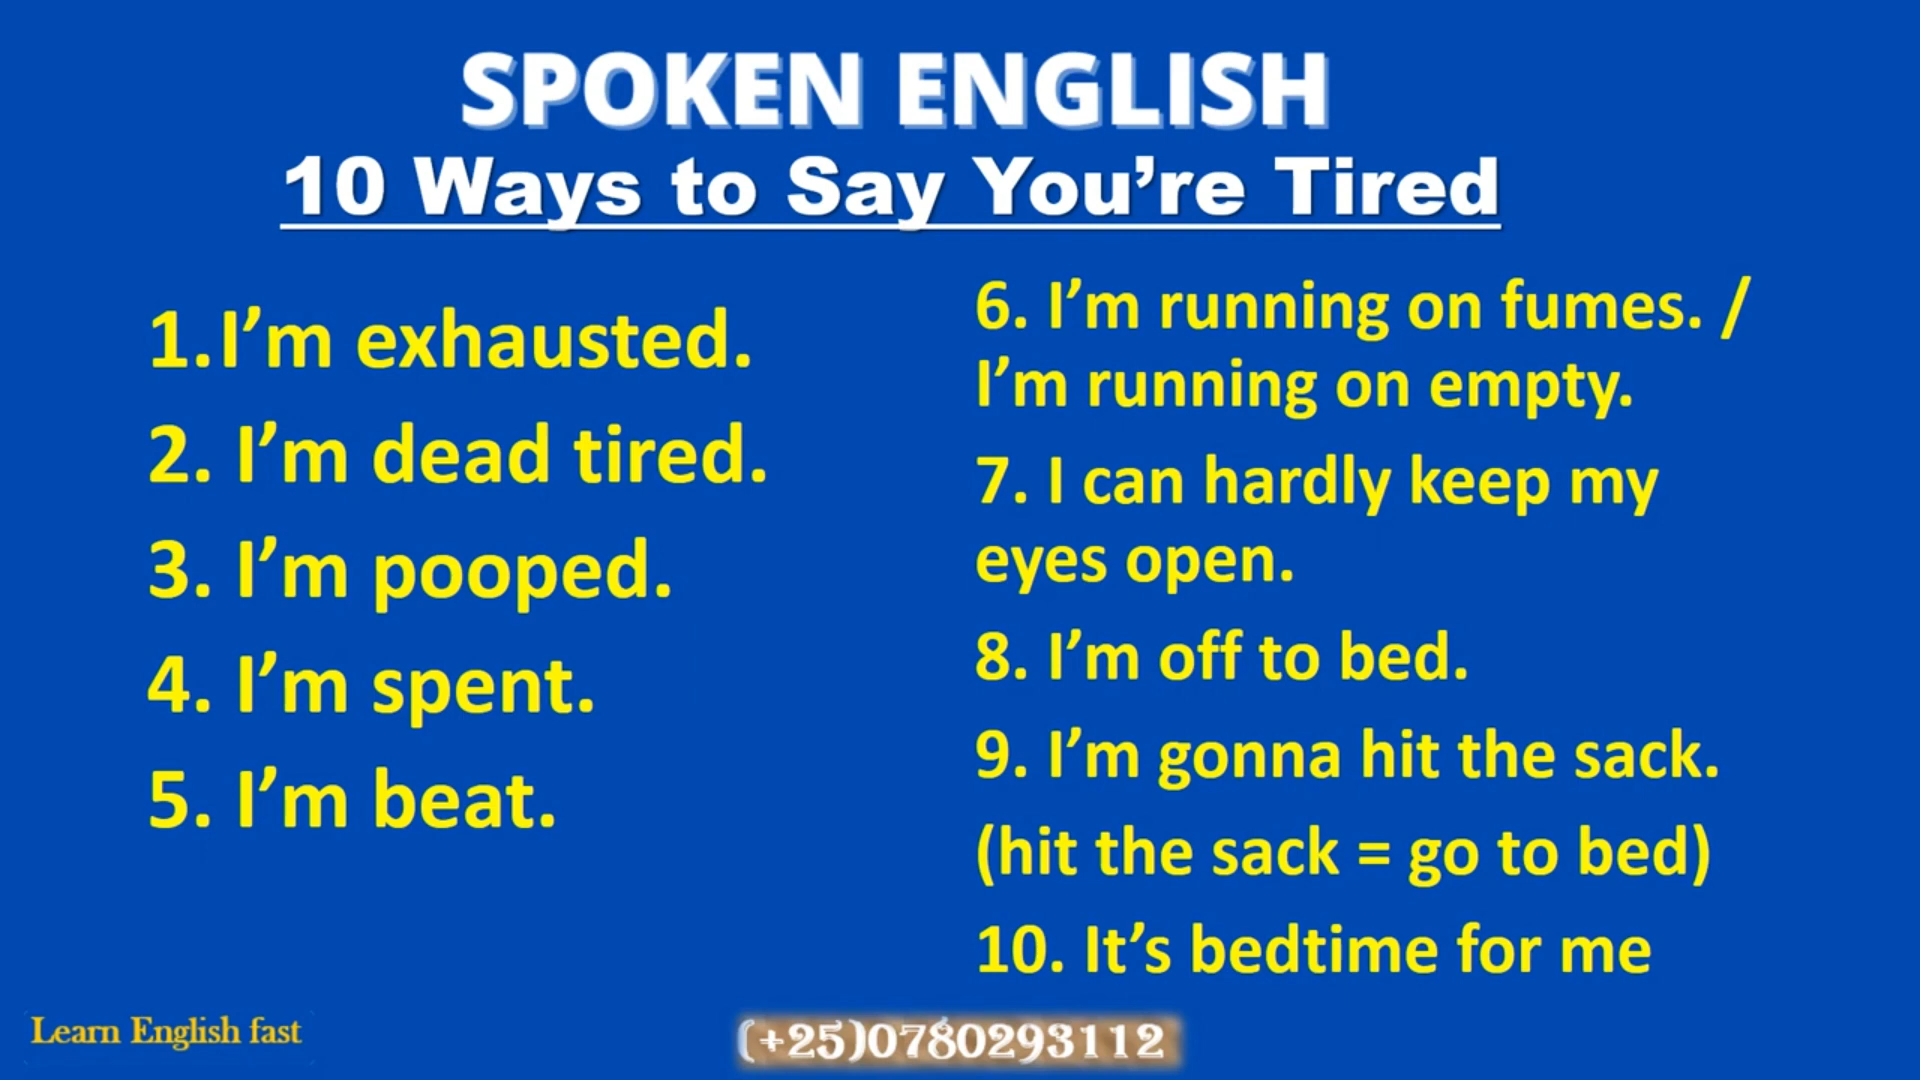 SPOKEN ENGLISH
10 Ways to Say You’re Tired
1.I’m exhausted.
2. I’m dead tired.
3. I’m pooped.
4. I’m spent.
5. I’m beat.
6. I’m running on fumes. /
I’m running on empty.
7. I can hardly keep my
eyes open.
8. I’m off to bed.
9. I’m gonna hit the sack.
(hit the sack = go to bed)
10. It’s bedtime for me
Learn English fast
(+25)0780293112